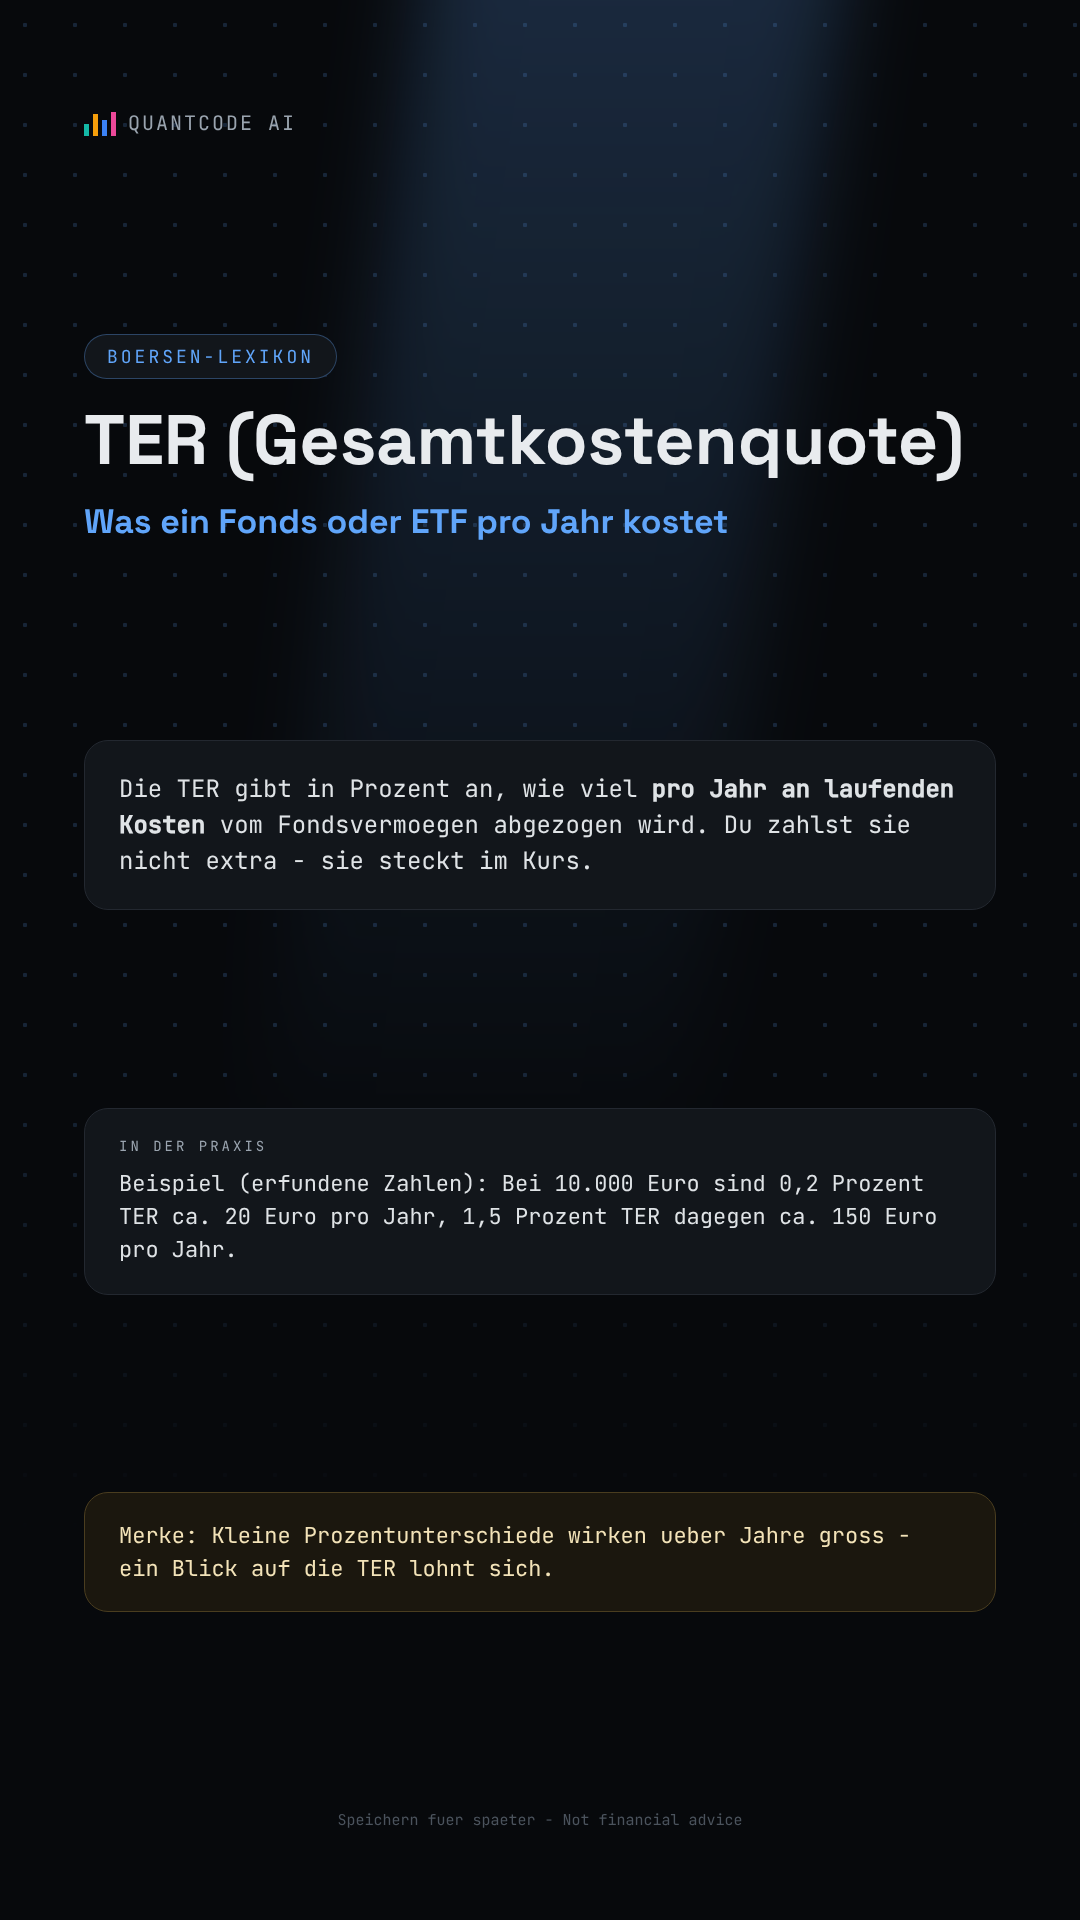 QUANTCODE AI
BOERSEN-LEXIKON
TER (Gesamtkostenquote)
Was ein Fonds oder ETF pro Jahr kostet
Die TER gibt in Prozent an, wie viel pro Jahr an laufenden
Kosten vom Fondsvermoegen abgezogen wird. Du zahlst sie
nicht extra - sie steckt im Kurs.
IN DER PRAXIS
Beispiel (erfundene Zahlen): Bei 10.000 Euro sind 0,2 Prozent
TER ca. 20 Euro pro Jahr, 1,5 Prozent TER dagegen ca. 150 Euro
pro Jahr.
Merke: Kleine Prozentunterschiede wirken ueber Jahre gross -
ein Blick auf die TER lohnt sich.
Speichern fuer spaeter - Not financial advice